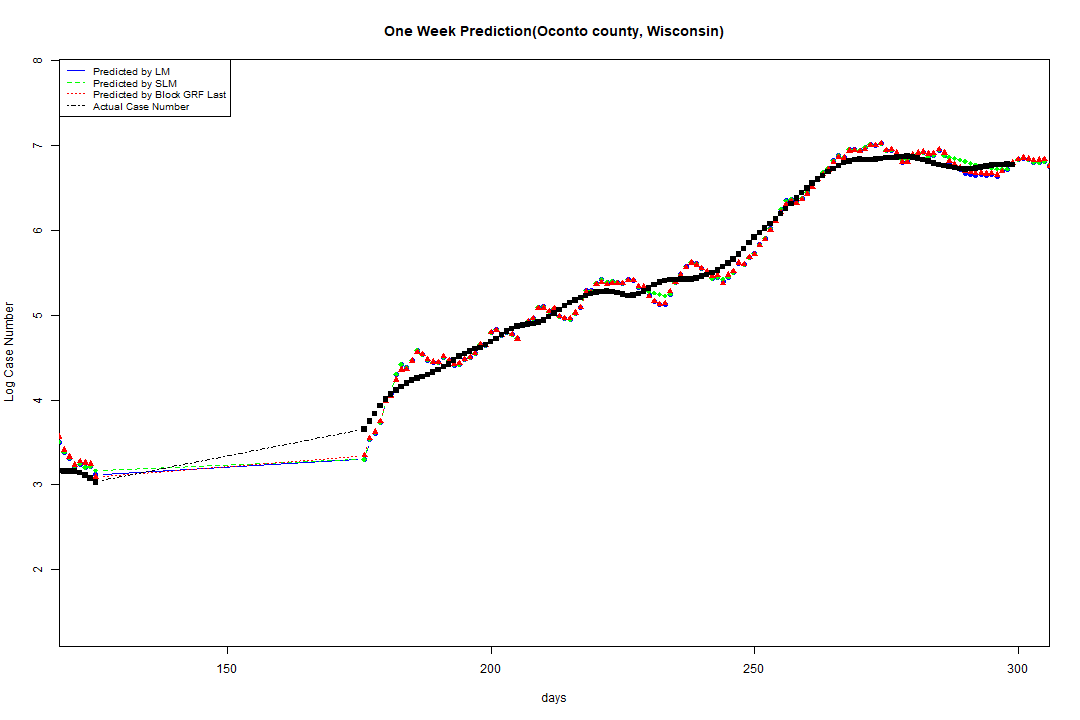 One Week Prediction(Oconto county, Wisconsin)
Predicted by LM
Predicted by SLM
Predicted by Block GRF Last
Actual Case Number
Log Case Number
8
7
6
5
4
3
2
150 200 250 300
days